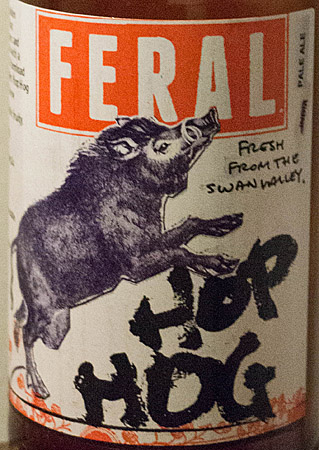 FERAL
PALE ALE
FRESH
FROM THE
SWAN VALLEY.
HOP
HOG